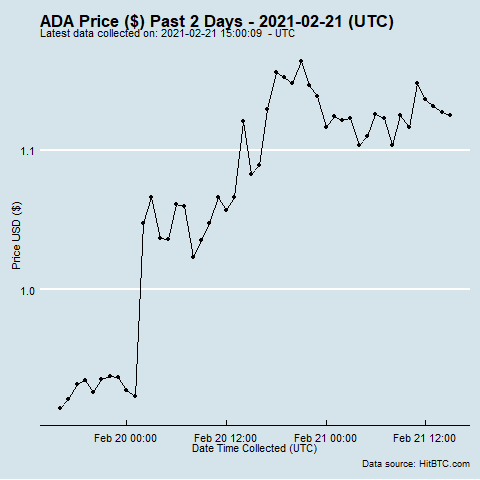 ADA Price ($) Past 2 Days - 2021-02-21 (UTC)
Latest data collected on: 2021-02-21 15:00:09 - UTC
1.1
Price USD ($)
1.0
Feb 20 00:00 Feb 20 12:00 Feb 21 00:00 Feb 21 12:00
Date Time Collected (UTC)
Data source: HitBTC.com